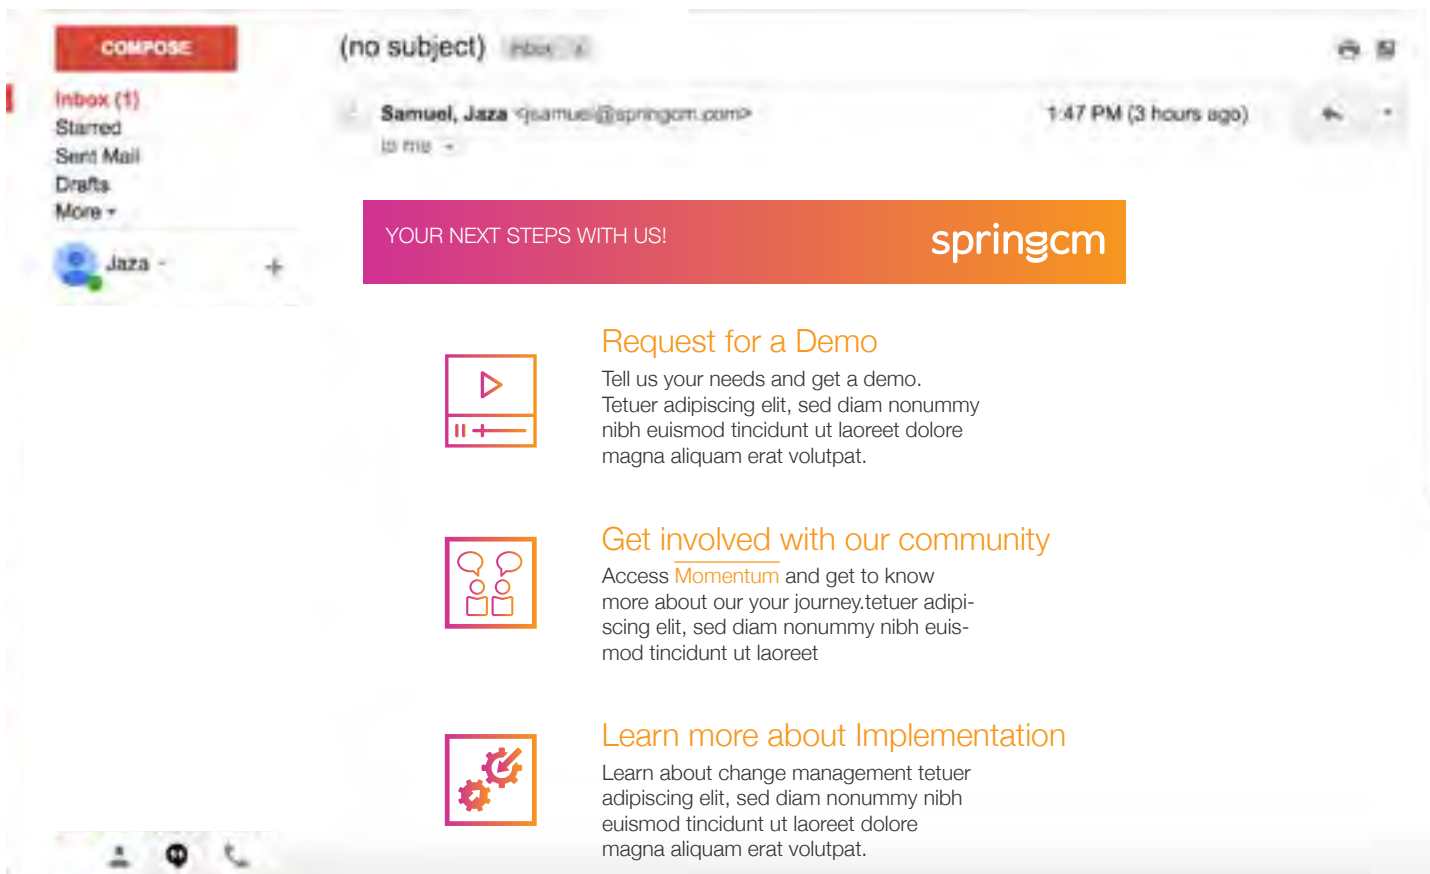 COMPOSE
Inbox (1)
Starred
Sent Mail
Drafts
More
Jaza
(no subject)
Inbox x
Samuel, Jaza <jsamuel@springcm.com>
1:47 PM (3 hours ago)
to me
YOUR NEXT STEPS WITH US!
springcm
Request for a Demo
Tell us your needs and get a demo.
Tetuer adipiscing elit, sed diam nonummy
nibh euismod tincidunt ut laoreet dolore
magna aliquam erat volutpat.
Get involved with our community
Access Momentum and get to know
more about our your journey.tetuer adipi-
scing elit, sed diam nonummy nibh euis-
mod tincidunt ut laoreet
Learn more about Implementation
Learn about change management tetuer
adipiscing elit, sed diam nonummy nibh
euismod tincidunt ut laoreet dolore
magna aliquam erat volutpat.